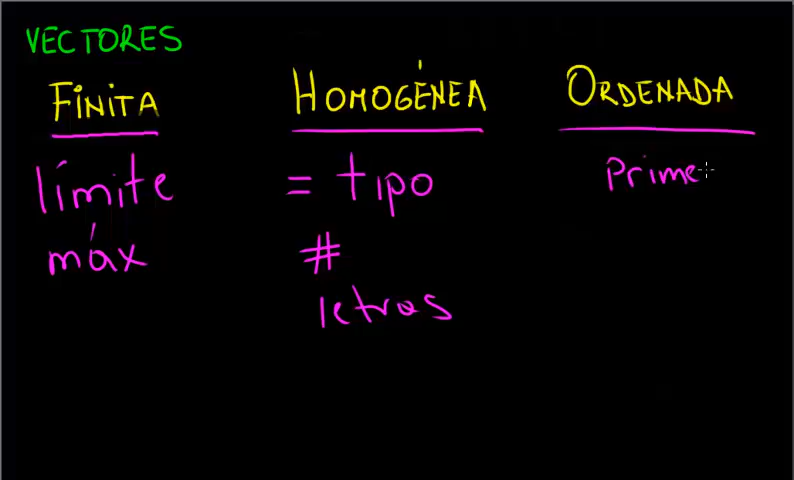 VECTORES
FINITA
límite
máx
HOMOGÉNEA
= tipo
#
letras
ORDENADA
Prime